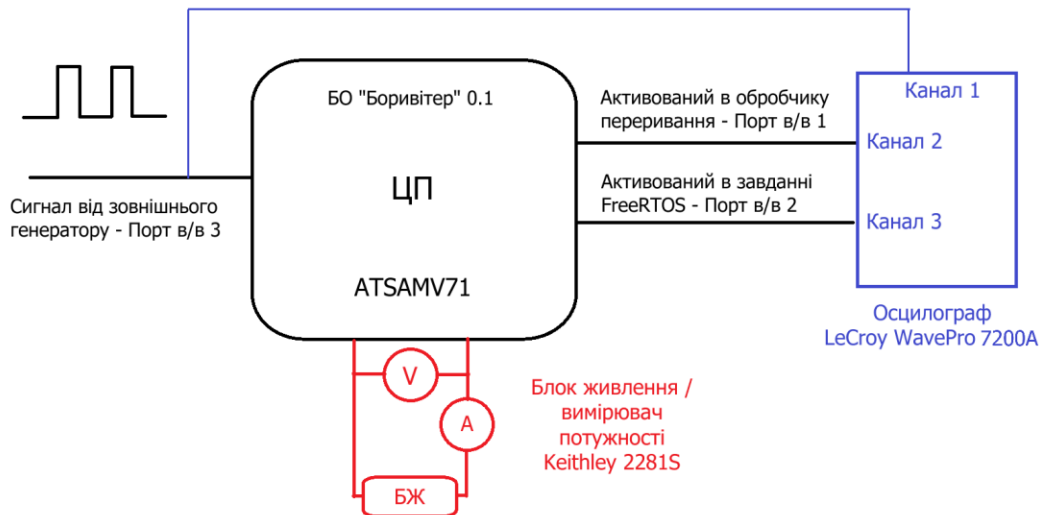 БО "Боривітер" 0.1
ЦП
ATSAMV71
Сигнал від зовнішнього
генератору - Порт в/в 3
Активований в обробчику
переривання - Порт в/в 1
Активований в завданні
FreeRTOS - Порт в/в 2
Канал 1
Канал 2
Канал 3
Осцилограф
LeCroy WavePro 7200A
V
A
БЖ
Блок живлення /
вимірювач
потужності
Keithley 2281S